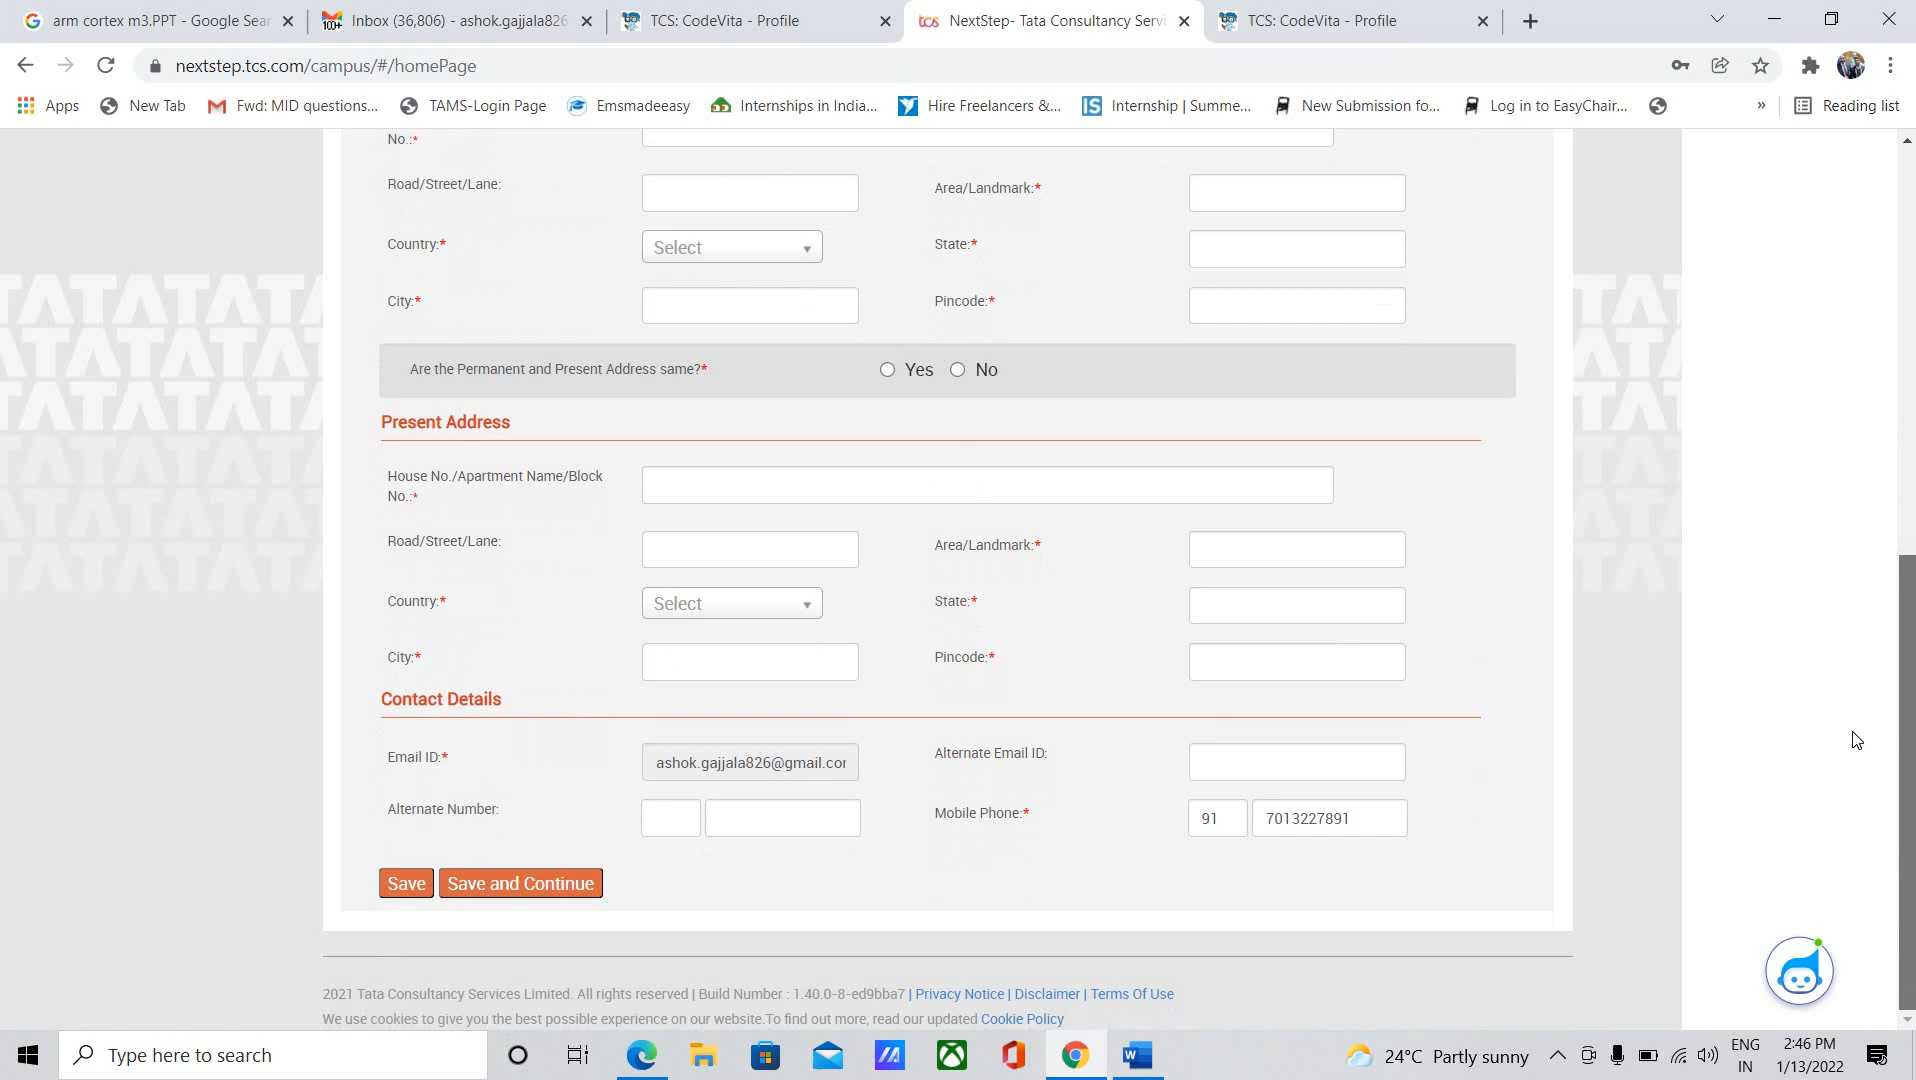 arm cortex m3.PPT - Google Sear
Inbox (36,806) - ashok.gajjala826
TCS: CodeVita - Profile
tcs NextStep- Tata Consultancy Servi
TCS: CodeVita - Profile
nextstep.tcs.com/campus/#/homePage
Apps
New Tab
Fwd: MID questions...
TAMS-Login Page
Emsmadeeasy
Internships in India...
Hire Freelancers &...
IS Internship | Summe...
New Submission fo...
Log in to EasyChair...
»
Reading list
No.:*
Road/Street/Lane:
Area/Landmark:*
Country:* Select
State:*
City:*
Pincode:*
Are the Permanent and Present Address same?* Yes No
Present Address
House No./Apartment Name/Block
No.:*
Road/Street/Lane:
Area/Landmark:*
Country:* Select
State:*
City:*
Pincode:*
Contact Details
Email ID:* ashok.gajjala826@gmail.cor
Alternate Email ID:
Alternate Number:
Mobile Phone:* 91 7013227891
Save Save and Continue
2021 Tata Consultancy Services Limited. All rights reserved | Build Number : 1.40.0-8-ed9bba7 | Privacy Notice | Disclaimer | Terms Of Use
We use cookies to give you the best possible experience on our website.To find out more, read our updated Cookie Policy
Type here to search
24°C Partly sunny
ENG
IN
2:46 PM
1/13/2022